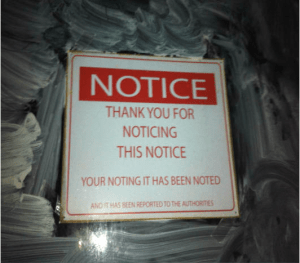 NOTICE
THANK YOU FOR
NOTICING
THIS NOTICE
YOUR NOTING IT HAS BEEN NOTED
AND IT HAS BEEN REPORTED TO THE AUTHORITIES